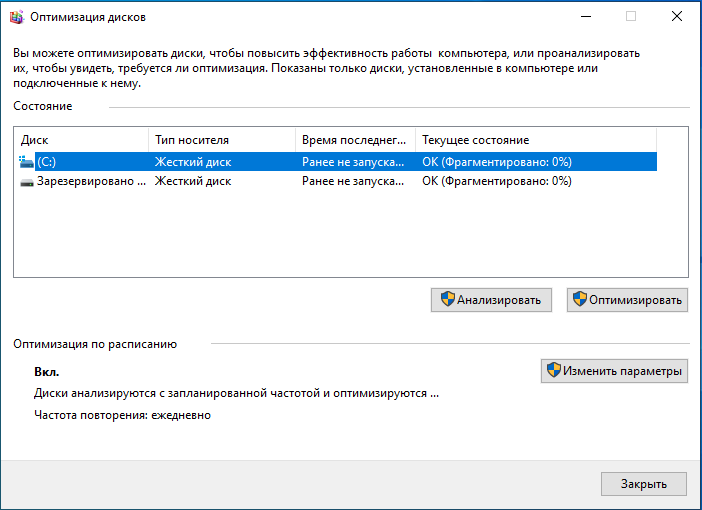 Оптимизация дисков
Вы можете оптимизировать диски, чтобы повысить эффективность работы компьютера, или проанализировать
их, чтобы увидеть, требуется ли оптимизация. Показаны только диски, установленные в компьютере или
подключенные к нему.
Состояние
Диск Тип носителя Время последнег... Текущее состояние
(C:) Жесткий диск Ранее не запуска... ОК (Фрагментировано: 0%)
Зарезервировано ... Жесткий диск Ранее не запуска... ОК (Фрагментировано: 0%)
Анализировать Оптимизировать
Оптимизация по расписанию
Вкл. Изменить параметры
Диски анализируются с запланированной частотой и оптимизируются ...
Частота повторения: ежедневно
Закрыть